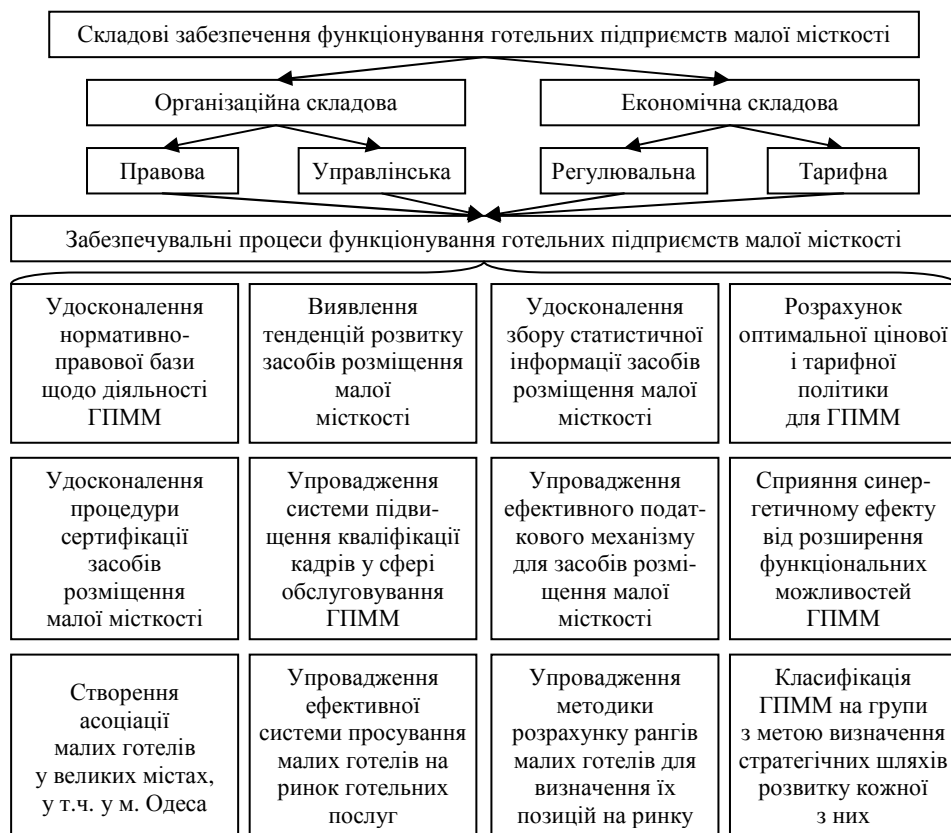 Складові забезпечення функціонування готельних підприємств малої місткості
Організаційна складова
Економічна складова
Правова
Управлінська
Регулювальна
Тарифна
Забезпечувальні процеси функціонування готельних підприємств малої місткості
Удосконалення
нормативно-
правової бази
щодо діяльності
ГПММ
Виявлення
тенденцій розвитку
засобів розміщення
малої
місткості
Удосконалення
збору статистичної
інформації засобів
розміщення малої
місткості
Розрахунок
оптимальної цінової
і тарифної
політики
для ГПММ
Удосконалення
процедури
сертифікації
засобів
розміщення
малої місткості
Упровадження
системи підви-
щення кваліфікації
кадрів у сфері
обслуговування
ГПММ
Упровадження
ефективного подат-
кового механізму
для засобів розмі-
щення малої
місткості
Сприяння синер-
гетичному ефекту
від розширення
функціональних
можливостей
ГПММ
Створення
асоціації
малих готелів
у великих містах,
у т.ч. у м. Одеса
Упровадження
ефективної
системи просування
малих готелів на
ринок готельних
послуг
Упровадження
методики
розрахунку рангів
малих готелів для
визначення їх
позицій на ринку
Класифікація
ГПММ на групи
з метою визначення
стратегічних шляхів
розвитку кожної
з них